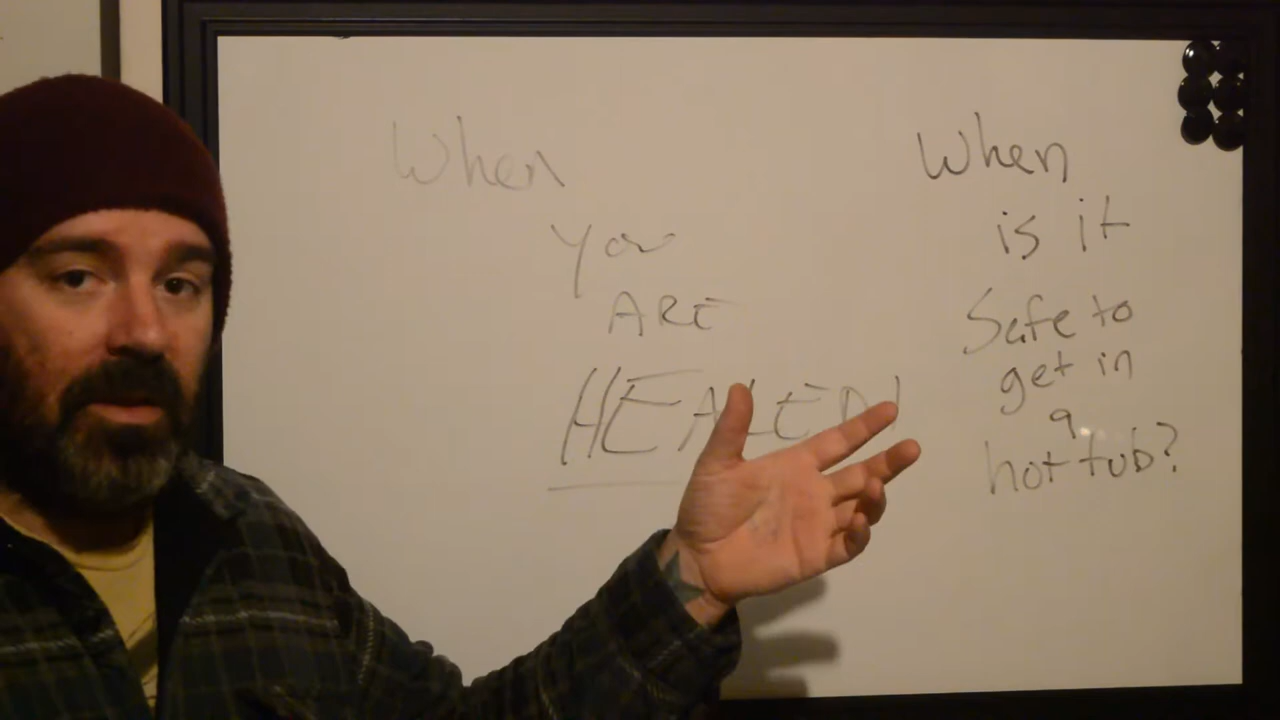 When
you
ARE
HEALED!
When
is it
Safe to
get in
a
hot tub?